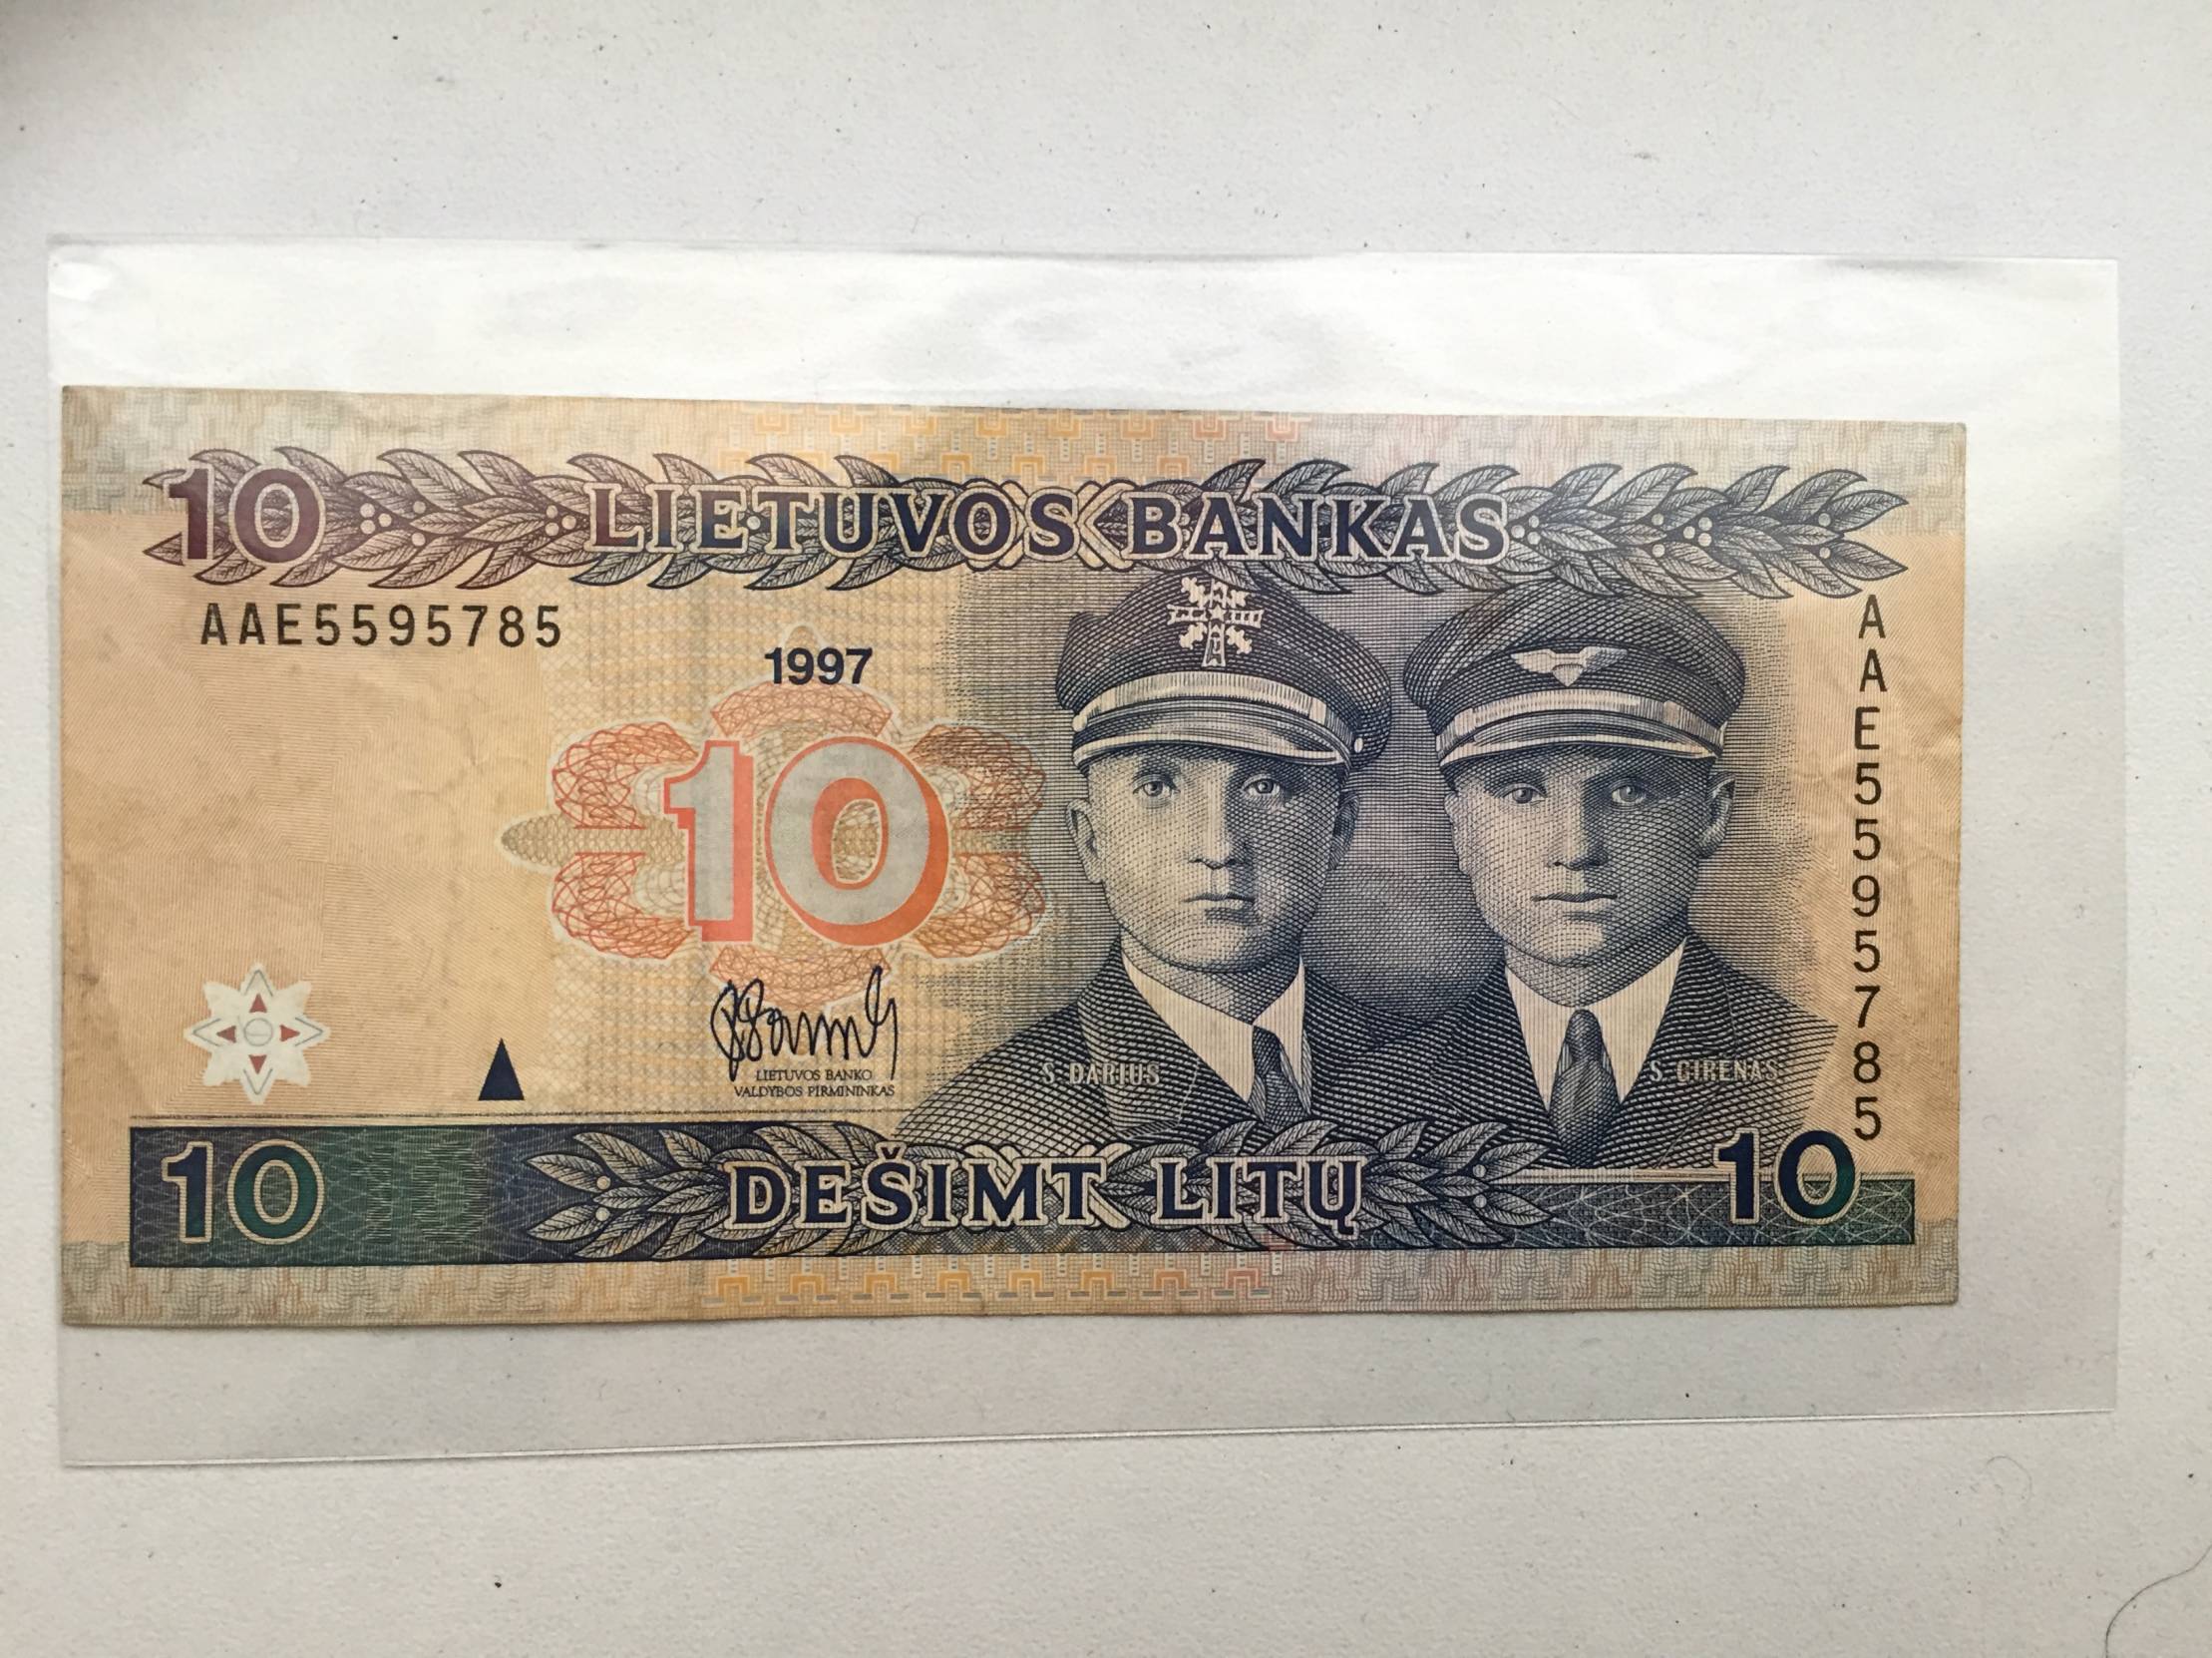 10 LIETUVOS BANKAS
AAE5595785
1997
10
LIETUVOS BANKO
VALDYBOS PIRMININKAS
S. DARIUS
S. GIRĖNAS
AAE5595785
10 DEŠIMT LITŲ 10